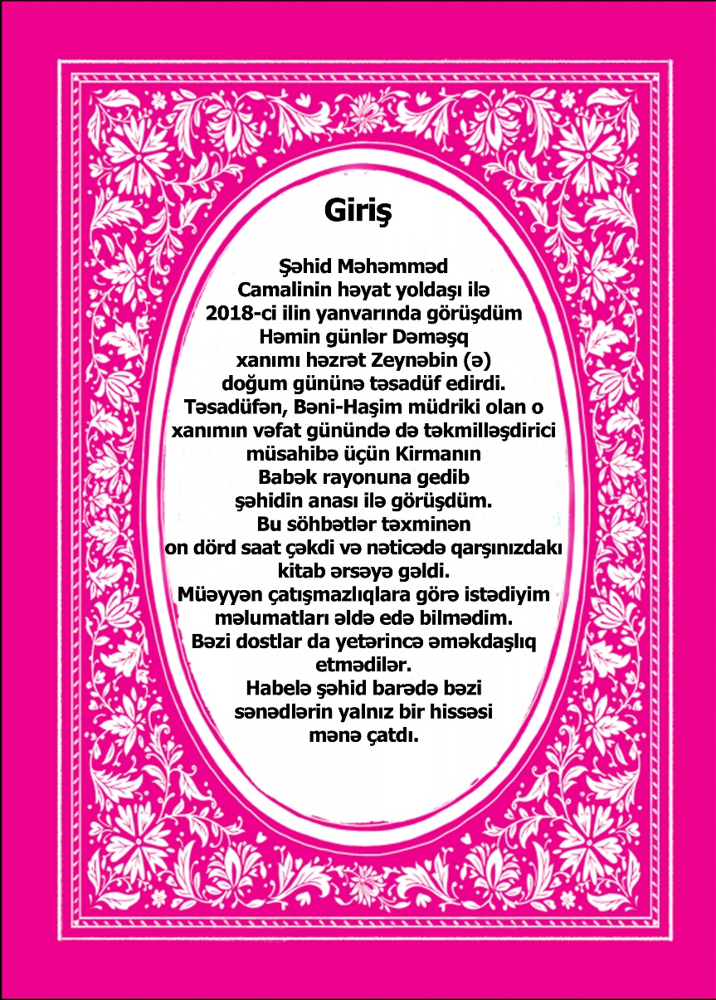 Giriş
Şəhid Məhəmməd
Camalinin həyat yoldaşı ilə
2018-ci ilin yanvarında görüşdüm
Həmin günlər Dəməşq
xanımı həzrət Zeynəbin (ə)
doğum gününə təsadüf edirdi.
Təsadüfən, Bəni-Haşim müdriki olan o
xanımın vəfat günündə də təkmilləşdirici
müsahibə üçün Kirmanın
Babək rayonuna gedib
şəhidin anası ilə görüşdüm.
Bu söhbətlər təxminən
on dörd saat çəkdi və nəticədə qarşınızdakı
kitab ərsəyə gəldi.
Müəyyən çatışmazlıqlara görə istədiyim
məlumatları əldə edə bilmədim.
Bəzi dostlar da yetərincə əməkdaşlıq
etmədilər.
Habelə şəhid barədə bəzi
sənədlərin yalnız bir hissəsi
mənə çatdı.